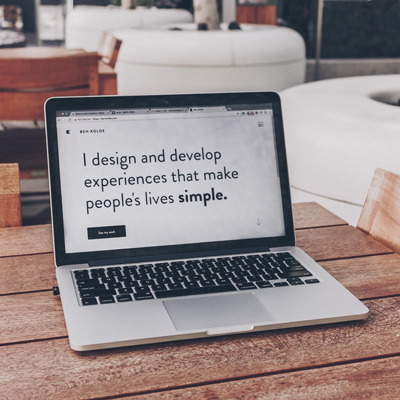 BEN KOLDE
I design and develop
experiences that make
people's lives simple.
See my work